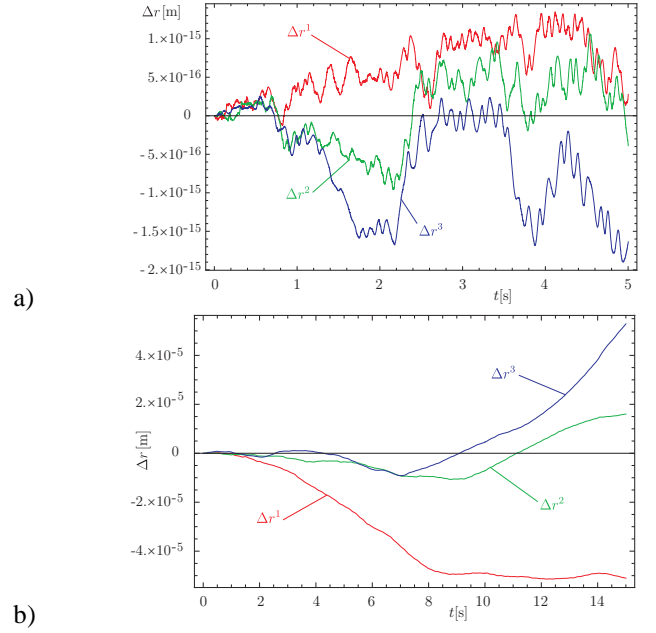 Δr [m]
1.×10-15
5.×10-16
0
-5.×10-16
-1.×10-15
-1.5×10-15
-2.×10-15
Δr¹
Δr²
Δr³
0 1 2 3 4 5
t[s]
a)
Δr [m]
4.×10-5
2.×10-5
0
-2.×10-5
-4.×10-5
Δr³
Δr²
Δr¹
0 2 4 6 8 10 12 14
t[s]
b)